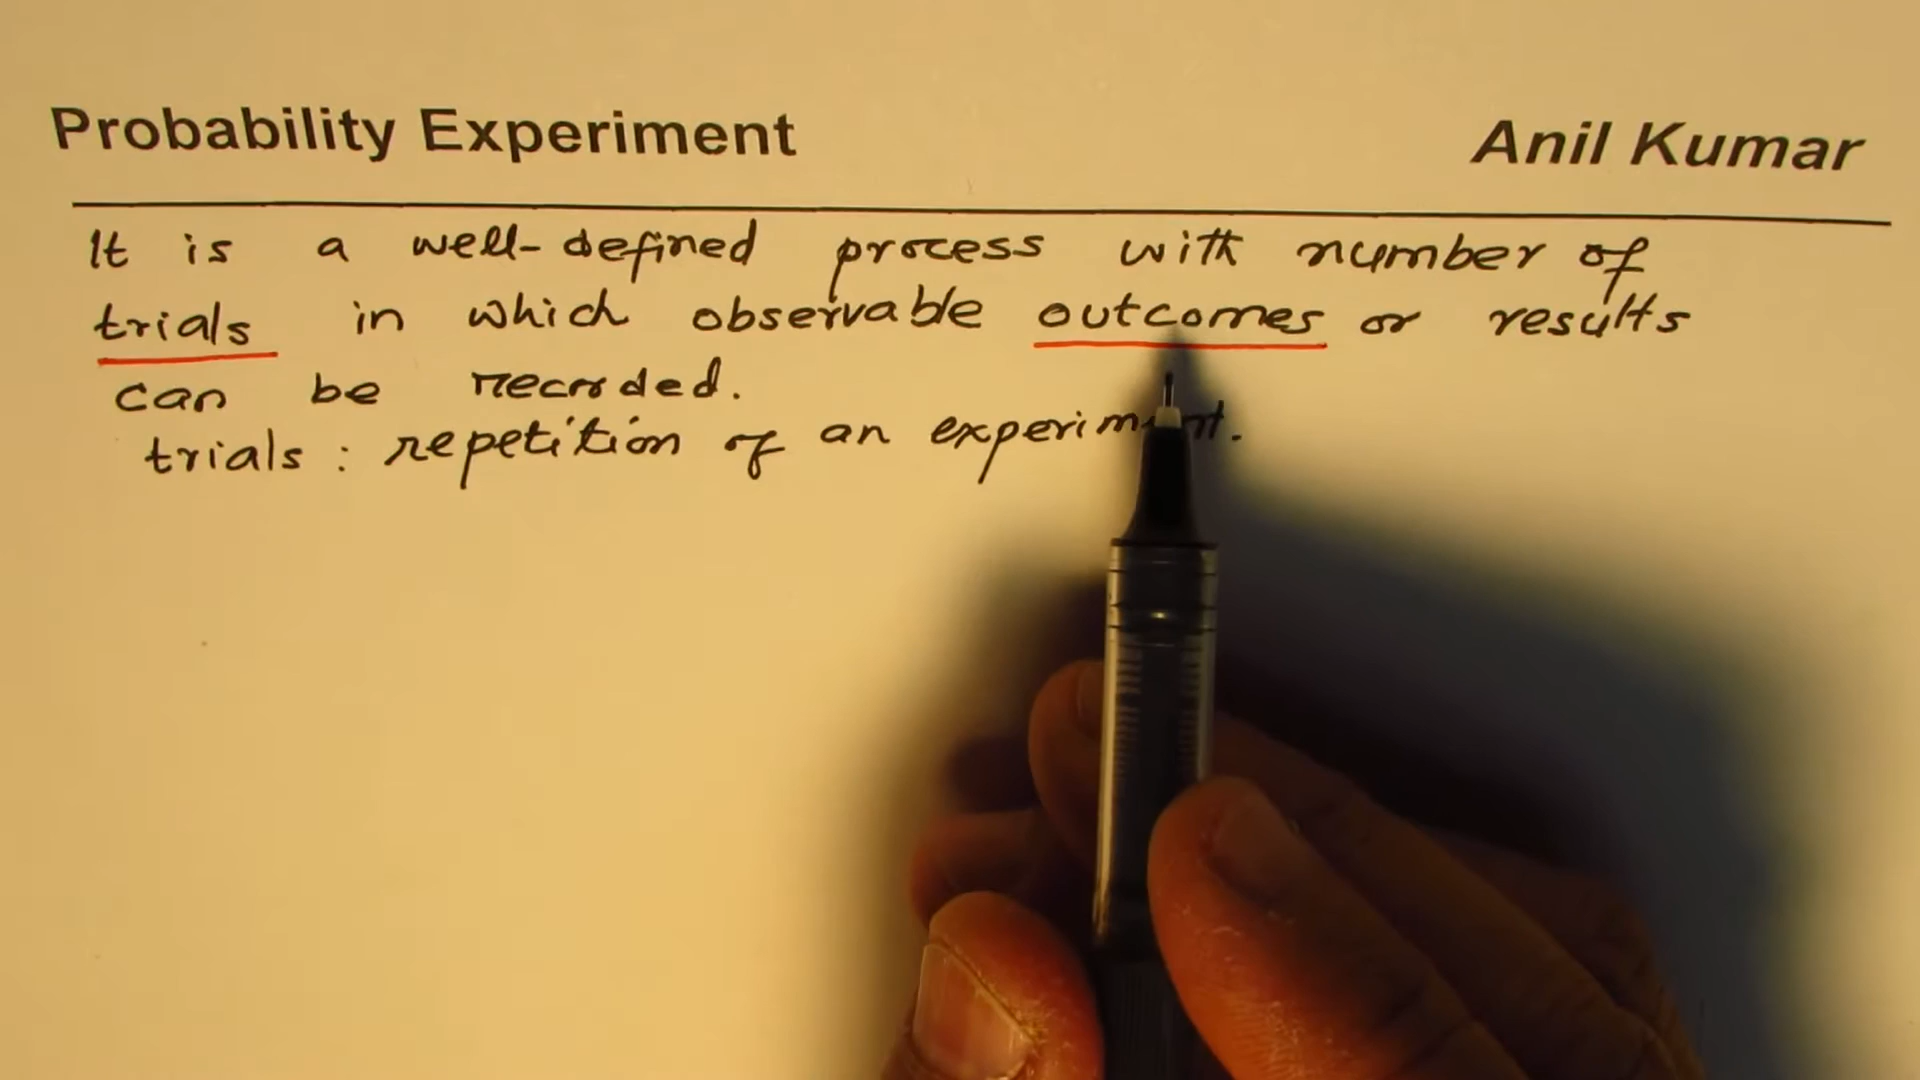 Probability Experiment Anil Kumar
It is a well-defined process with number of
trials in which observable outcomes or results
can be recorded.
trials : repetition of an experiment.